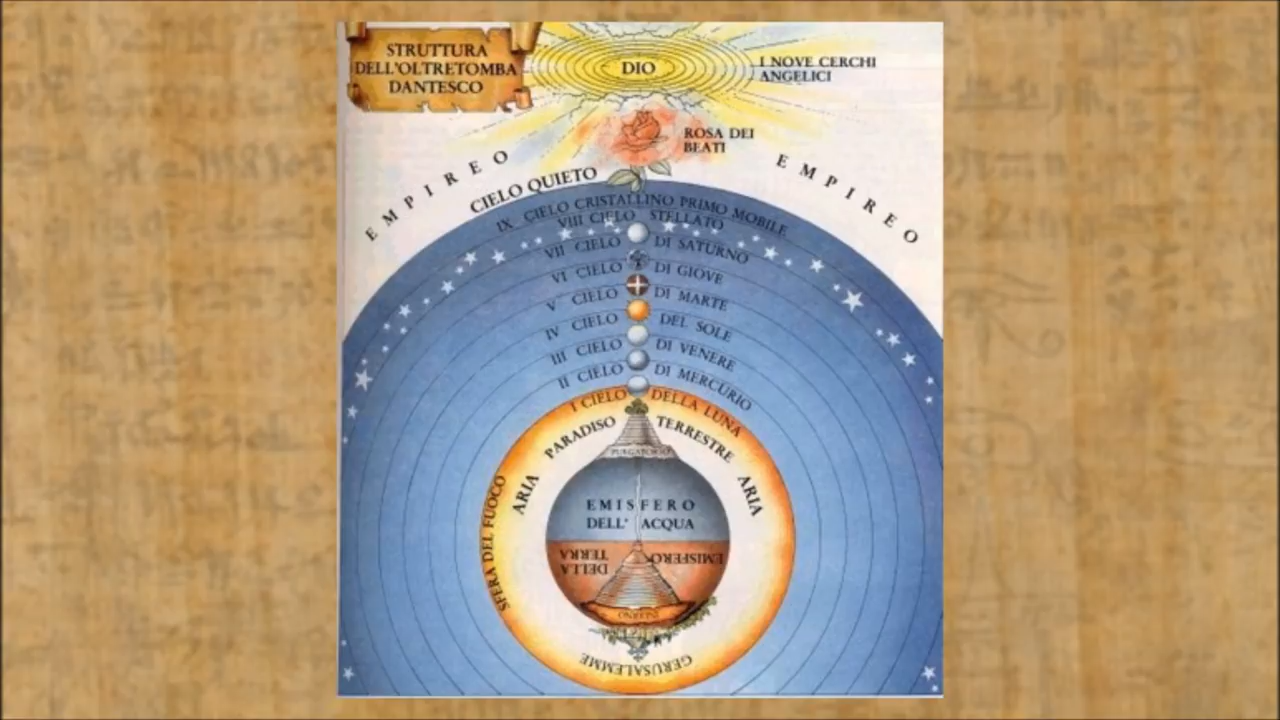 STRUTTURA
DELL'OLTRETOMBA
DANTESCO
DIO
I NOVE CERCHI
ANGELICI
ROSA DEI
BEATI
EMPIREO
EMPIREO
CIELO QUIETO
IX CIELO CRISTALLINO PRIMO MOBILE
VIII CIELO STELLATO
VII CIELO DI SATURNO
VI CIELO DI GIOVE
V CIELO DI MARTE
IV CIELO DEL SOLE
III CIELO DI VENERE
II CIELO DI MERCURIO
I CIELO DELLA LUNA
PARADISO TERRESTRE
PURGATORIO
ARIA
ARIA
SFERA DEL FUOCO
EMISFERO
DELL' ACQUA
EMISFERO
DELLA
TERRA
INFERNO
GERUSALEMME